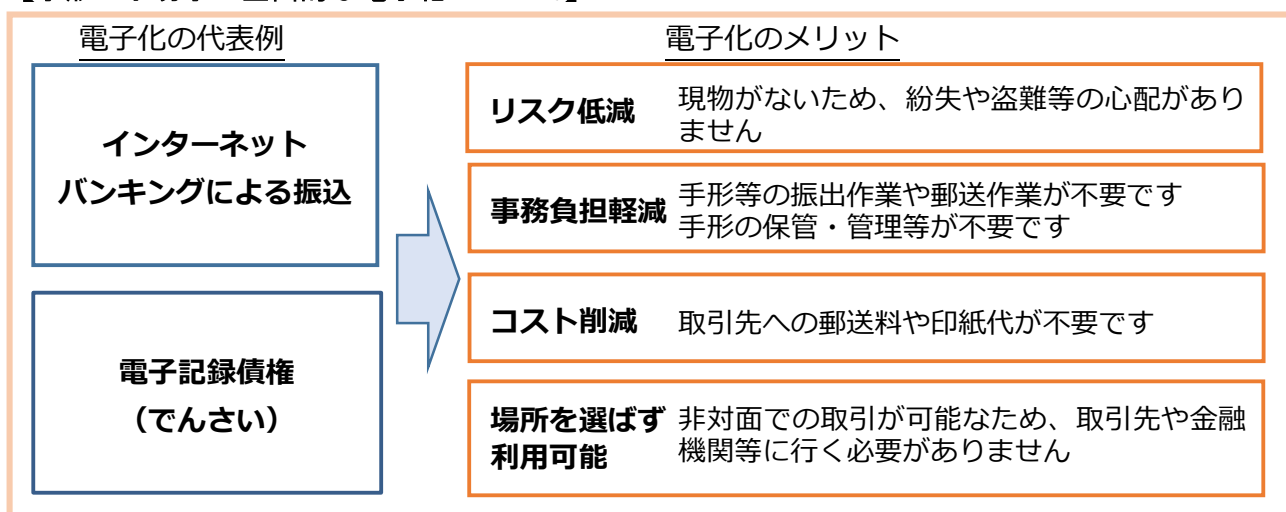 電子化の代表例
電子化のメリット
インターネット
バンキングによる振込
電子記録債権
（でんさい）
リスク低減
現物がないため、紛失や盗難等の心配があり
ません
事務負担軽減
手形等の振出作業や郵送作業が不要です
手形の保管・管理等が不要です
コスト削減
取引先への郵送料や印紙代が不要です
場所を選ばず
利用可能
非対面での取引が可能なため、取引先や金融
機関等に行く必要がありません